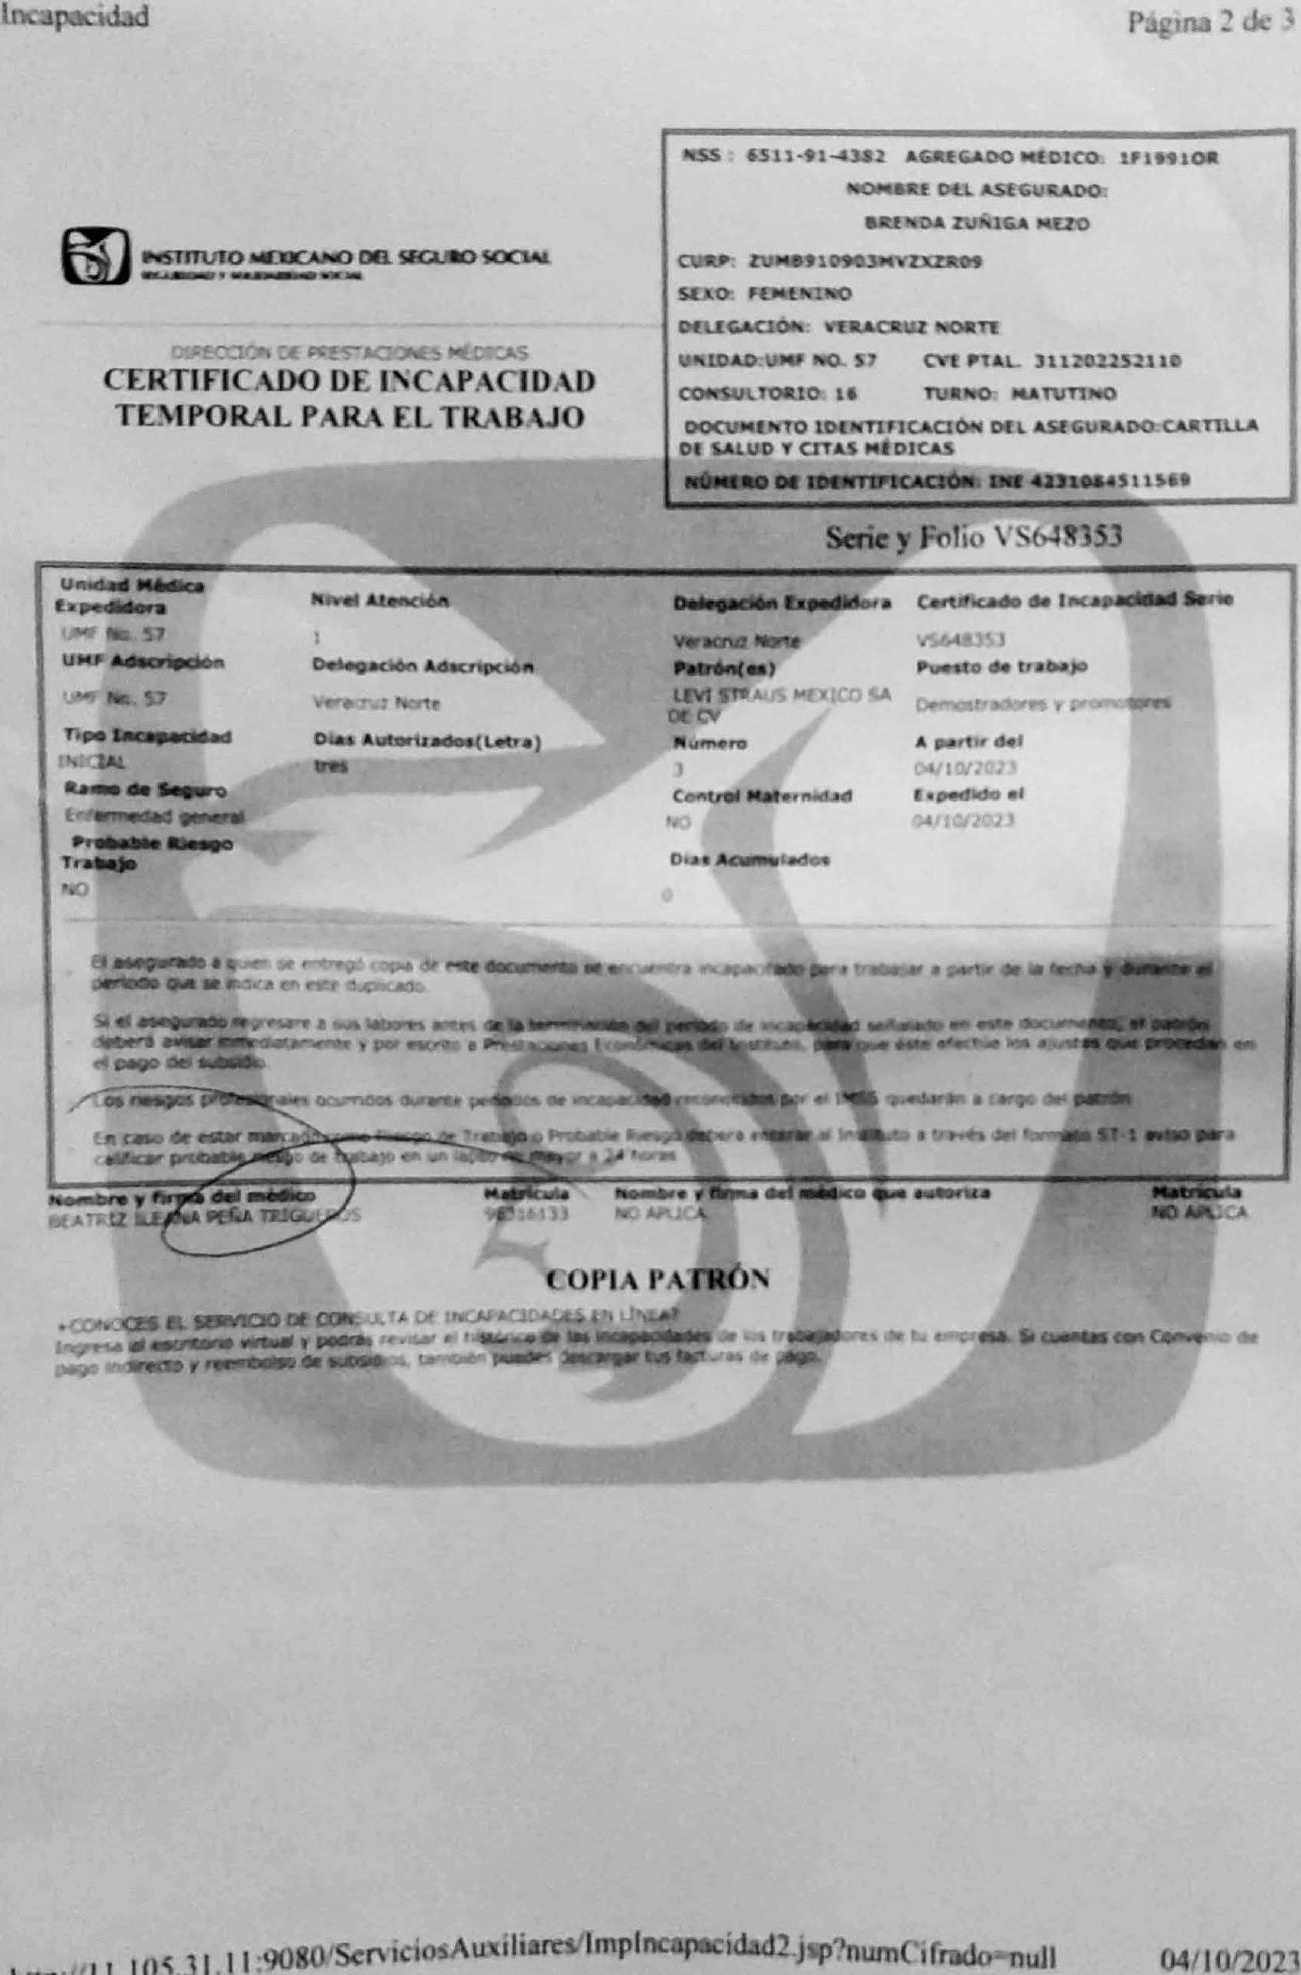 Incapacidad
Página 2 de 3
NSS : 6511-91-4382 AGREGADO MÉDICO: 1F1991OR
NOMBRE DEL ASEGURADO:
BRENDA ZUÑIGA MEZO
CURP: ZUMB910903MVZXZR09
SEXO: FEMENINO
DELEGACIÓN: VERACRUZ NORTE
UNIDAD:UMF NO. 57 CVE PTAL. 311202252110
CONSULTORIO: 16 TURNO: MATUTINO
DOCUMENTO IDENTIFICACIÓN DEL ASEGURADO:CARTILLA
DE SALUD Y CITAS MÉDICAS
NÚMERO DE IDENTIFICACIÓN: INE 4231084511569
INSTITUTO MEXICANO DEL SEGURO SOCIAL
SEGURIDAD Y SOLIDARIDAD SOCIAL
DIRECCIÓN DE PRESTACIONES MÉDICAS
CERTIFICADO DE INCAPACIDAD
TEMPORAL PARA EL TRABAJO
Serie y Folio VS648353
Unidad Médica
Expedidora Nivel Atención Delegación Expedidora Certificado de Incapacidad Serie
UMF No. 57 1 Veracruz Norte VS648353
UMF Adscripción Delegación Adscripción Patrón(es) Puesto de trabajo
UMF No. 57 Veracruz Norte LEVI STRAUS MEXICO SA
DE CV Demostradores y promotores
Tipo Incapacidad Dias Autorizados(Letra) Número A partir del
INICIAL tres 3 04/10/2023
Ramo de Seguro Control Maternidad Expedido el
Enfermedad general NO 04/10/2023
Probable Riesgo
Trabajo Dias Acumulados
NO 0
El asegurado a quien se entregó copia de este documento se encuentra incapacitado para trabajar a partir de la fecha y durante el
periodo que se indica en este duplicado.
Si el asegurado regresare a sus labores antes de la terminación del periodo de incapacidad señalado en este documento, el patrón
deberá avisar inmediatamente y por escrito a Prestaciones Económicas del Instituto, para que éste efectúe los ajustes que procedan en
el pago del subsidio.
Los riesgos profesionales ocurridos durante periodos de incapacidad reconocidos por el IMSS quedarán a cargo del patrón
En caso de estar marcado como Riesgo de Trabajo o Probable Riesgo deberá enterar al Instituto a través del formato ST-1 aviso para
calificar probable riesgo de trabajo en un lapso no mayor a 24 horas
Nombre y firma del médico Matrícula Nombre y firma del médico que autoriza Matrícula
BEATRIZ ILEANA PEÑA TRIGUEROS 98316133 NO APLICA NO APLICA
COPIA PATRÓN
+CONOCES EL SERVICIO DE CONSULTA DE INCAPACIDADES EN LÍNEA?
Ingresa al escritorio virtual y podrás revisar el histórico de las incapacidades de los trabajadores de tu empresa. Si cuentas con Convenio de
pago indirecto y reembolso de subsidios, también puedes descargar tus facturas de pago.
http://11.105.31.11:9080/ServiciosAuxiliares/ImpIncapacidad2.jsp?numCifrado=null 04/10/2023